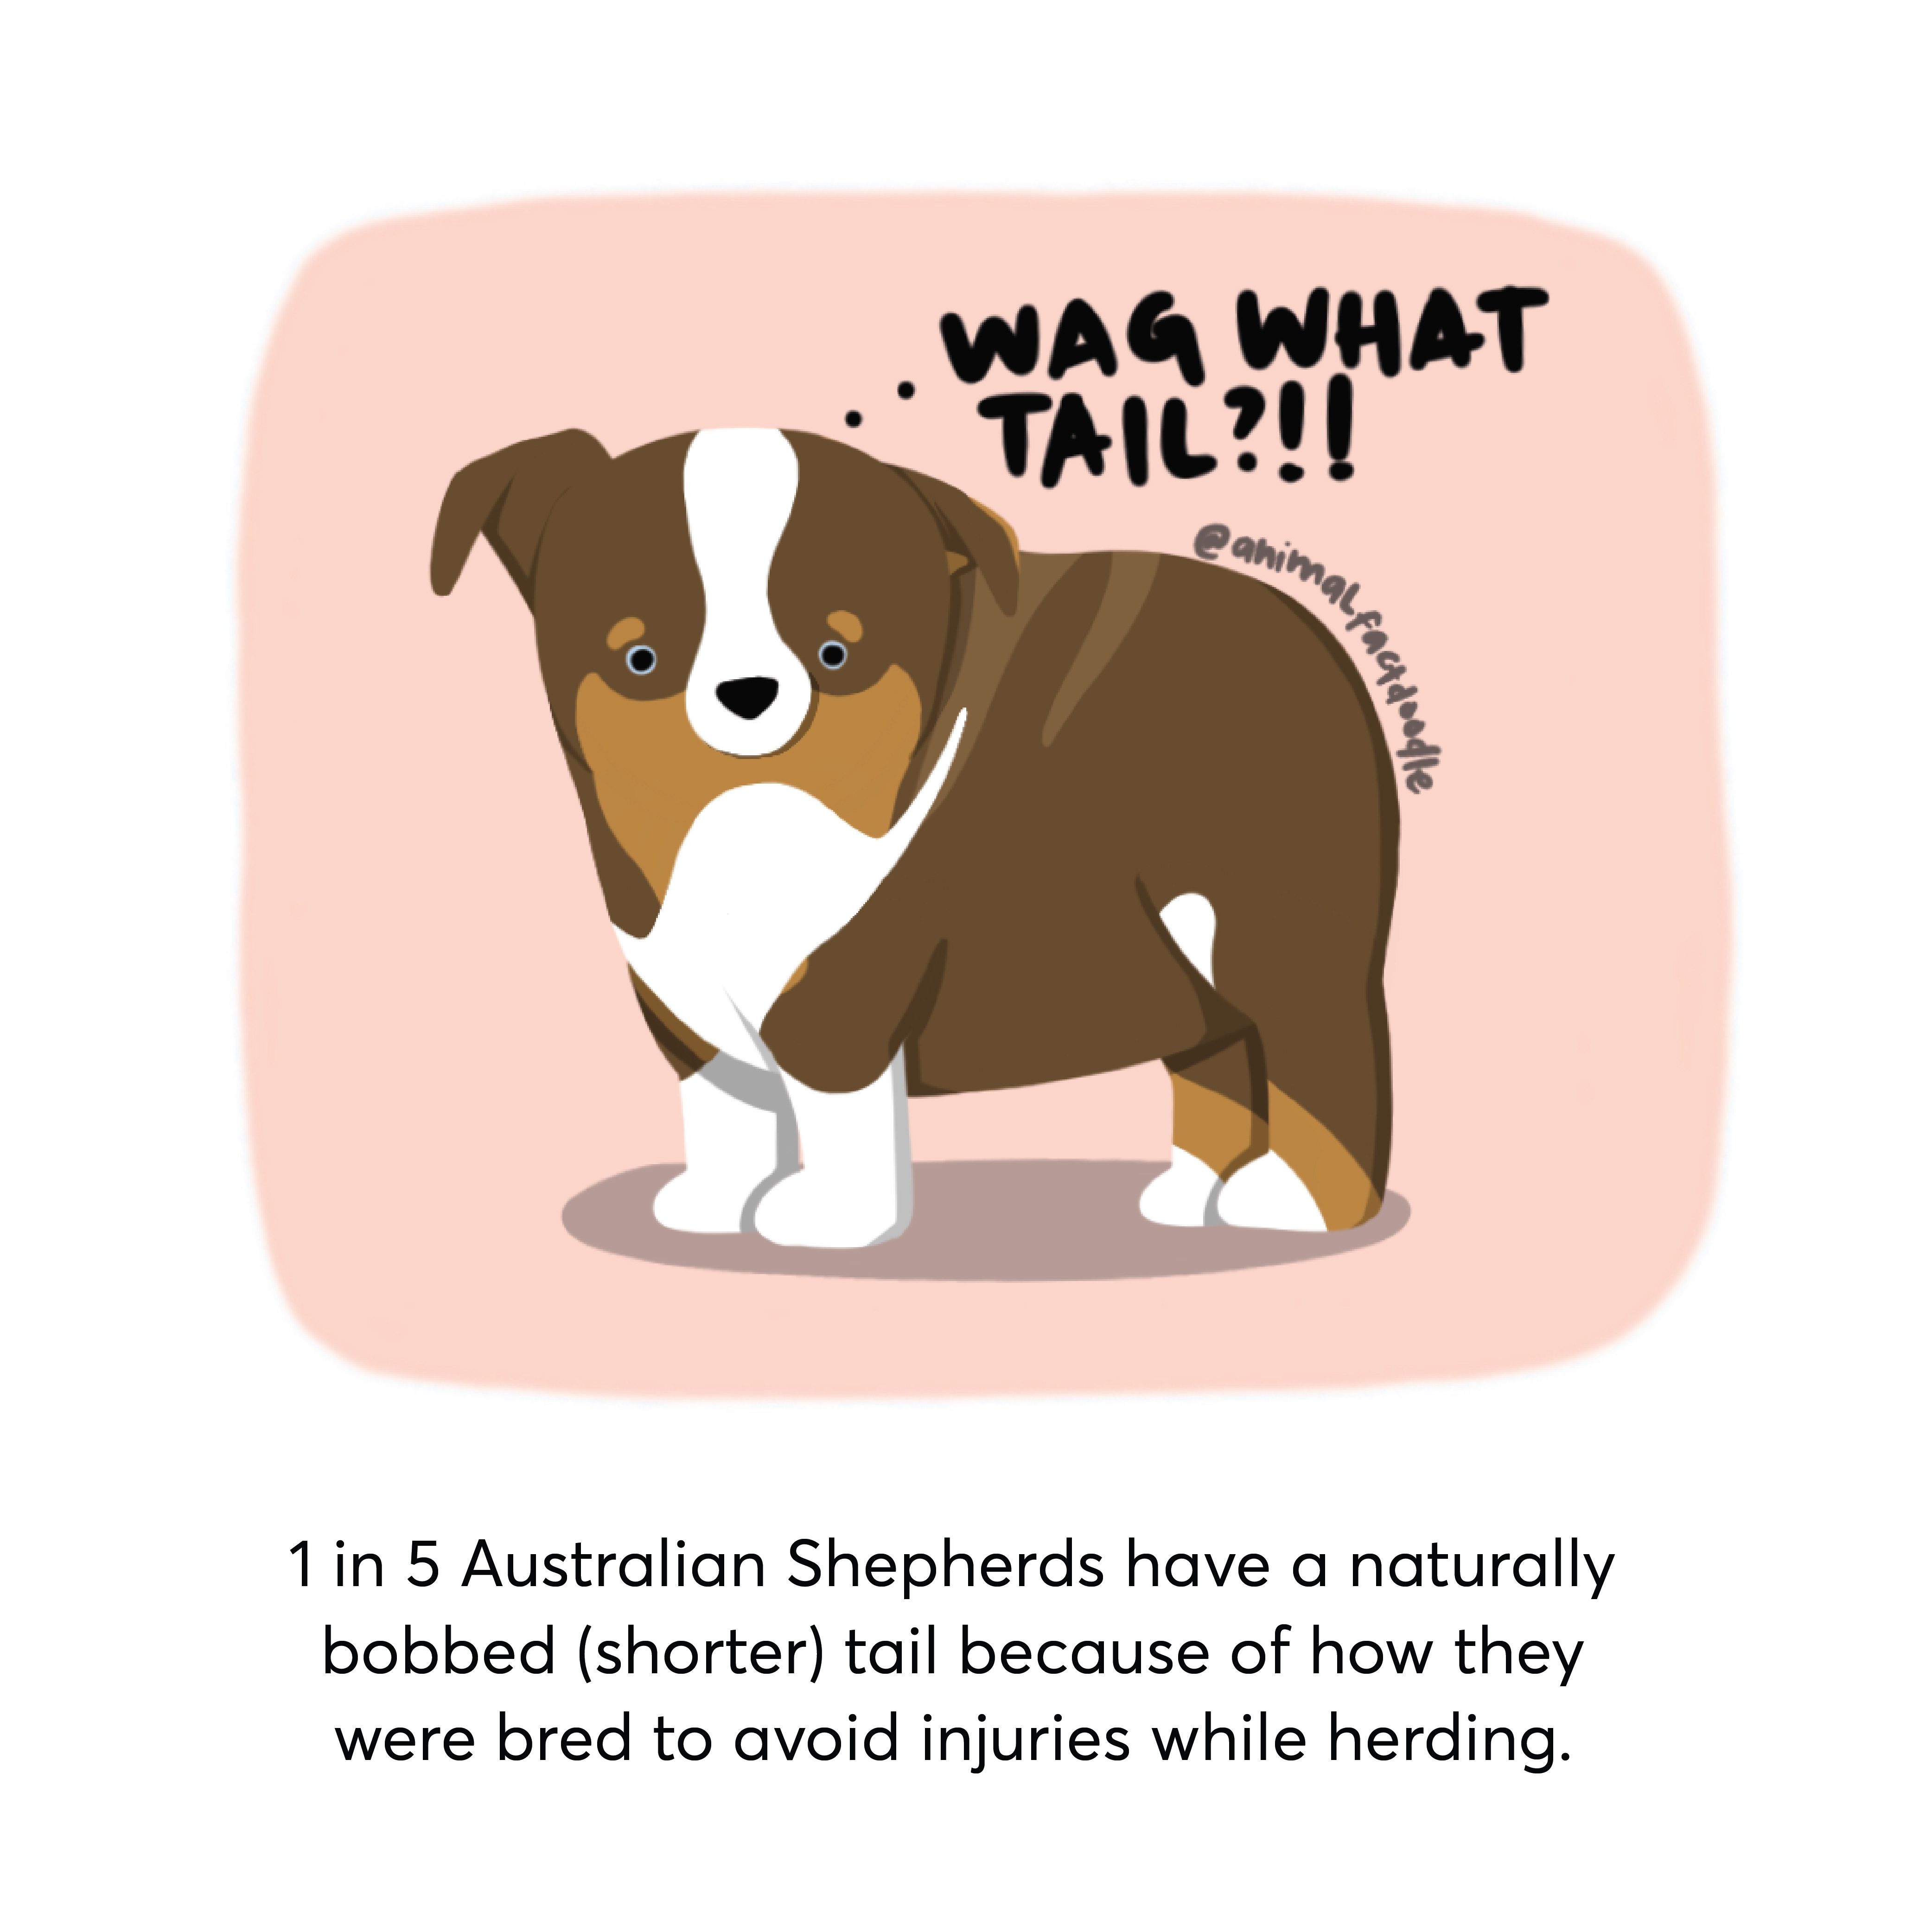 WAG WHAT
TAIL?!!
@animalfactdoodle
1 in 5 Australian Shepherds have a naturally
bobbed (shorter) tail because of how they
were bred to avoid injuries while herding.